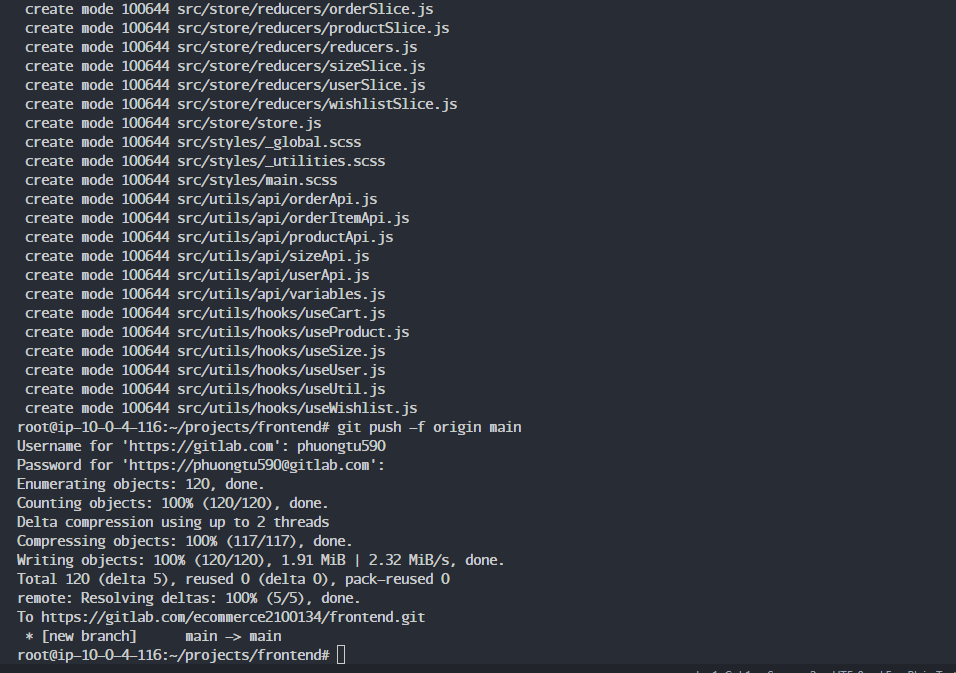 create mode 100644 src/store/reducers/orderSlice.js
create mode 100644 src/store/reducers/productSlice.js
create mode 100644 src/store/reducers/reducers.js
create mode 100644 src/store/reducers/sizeSlice.js
create mode 100644 src/store/reducers/userSlice.js
create mode 100644 src/store/reducers/wishlistSlice.js
create mode 100644 src/store/store.js
create mode 100644 src/styles/_global.scss
create mode 100644 src/styles/_utilities.scss
create mode 100644 src/styles/main.scss
create mode 100644 src/utils/api/orderApi.js
create mode 100644 src/utils/api/orderItemApi.js
create mode 100644 src/utils/api/productApi.js
create mode 100644 src/utils/api/sizeApi.js
create mode 100644 src/utils/api/userApi.js
create mode 100644 src/utils/api/variables.js
create mode 100644 src/utils/hooks/useCart.js
create mode 100644 src/utils/hooks/useProduct.js
create mode 100644 src/utils/hooks/useSize.js
create mode 100644 src/utils/hooks/useUser.js
create mode 100644 src/utils/hooks/useUtil.js
create mode 100644 src/utils/hooks/useWishlist.js
root@ip-10-0-4-116:~/projects/frontend# git push -f origin main
Username for 'https://gitlab.com': phuongtu590
Password for 'https://phuongtu590@gitlab.com':
Enumerating objects: 120, done.
Counting objects: 100% (120/120), done.
Delta compression using up to 2 threads
Compressing objects: 100% (117/117), done.
Writing objects: 100% (120/120), 1.91 MiB | 2.32 MiB/s, done.
Total 120 (delta 5), reused 0 (delta 0), pack-reused 0
remote: Resolving deltas: 100% (5/5), done.
To https://gitlab.com/ecommerce2100134/frontend.git
* [new branch]      main -> main
root@ip-10-0-4-116:~/projects/frontend#